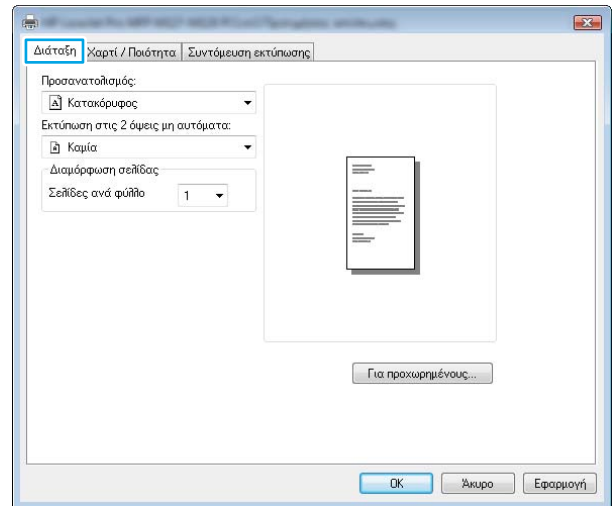 Διάταξη Χαρτί / Ποιότητα Συντόμευση εκτύπωσης
Προσανατολισμός:
Κατακόρυφος
Εκτύπωση στις 2 όψεις μη αυτόματα:
Καμία
Διαμόρφωση σελίδας
Σελίδες ανά φύλλο 1
Για προχωρημένους...
OK Άκυρο Εφαρμογή